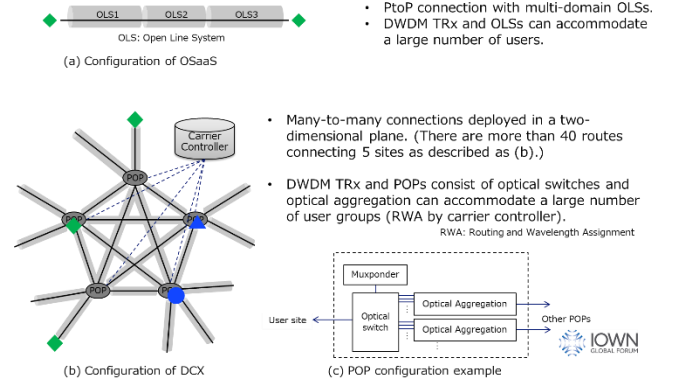 OLS1 OLS2 OLS3
OLS: Open Line System
(a) Configuration of OSaaS
• PtoP connection with multi-domain OLSs.
• DWDM TRx and OLSs can accommodate
a large number of users.
Carrier
Controller
POP
POP
POP
POP
POP
(b) Configuration of DCX
• Many-to-many connections deployed in a two-
dimensional plane. (There are more than 40 routes
connecting 5 sites as described as (b).)
• DWDM TRx and POPs consist of optical switches and
optical aggregation can accommodate a large number
of user groups (RWA by carrier controller).
RWA: Routing and Wavelength Assignment
Muxponder
User site
Optical
switch
Optical Aggregation
Optical Aggregation
Other POPs
IOWN
GLOBAL FORUM
(c) POP configuration example